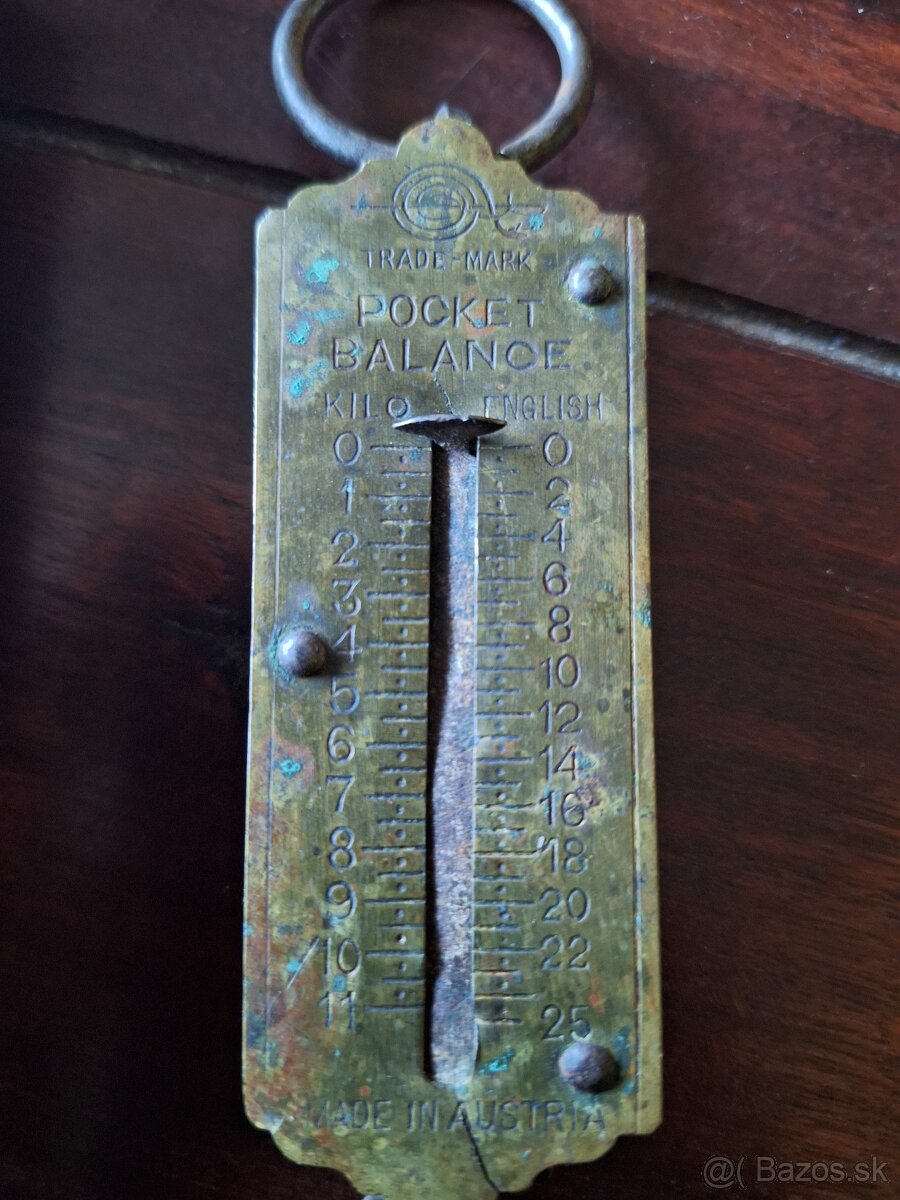 TRADE-MARK
POCKET
BALANCE
KILO ENGLISH
0 0
1 2
2 4
3 6
4 8
5 10
6 12
7 14
8 16
9 18
10 20
11 22
25
MADE IN AUSTRIA
@( Bazos.sk